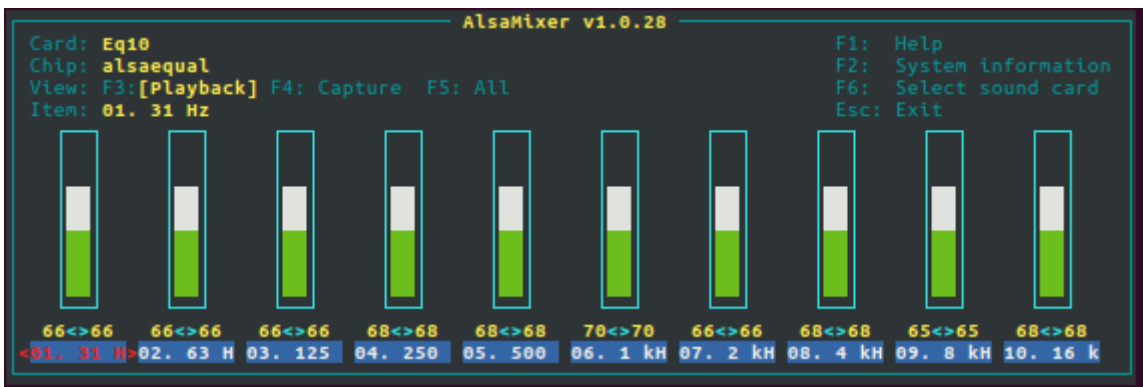 AlsaMixer v1.0.28
Card: Eq10 F1: Help
Chip: alsaequal F2: System information
View: F3:[Playback] F4: Capture F5: All F6: Select sound card
Item: 01. 31 Hz Esc: Exit
66<>66 66<>66 66<>66 68<>68 68<>68 70<>70 66<>66 68<>68 65<>65 68<>68
<01. 31 H>02. 63 H 03. 125 04. 250 05. 500 06. 1 kH 07. 2 kH 08. 4 kH 09. 8 kH 10. 16 k